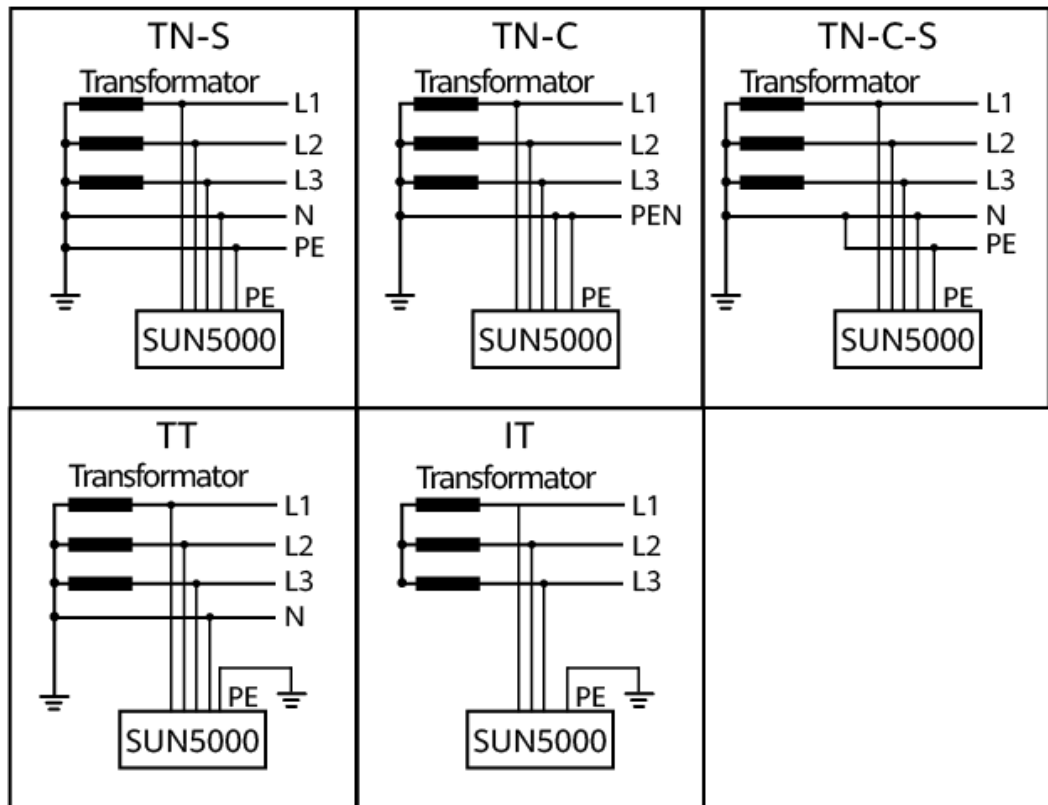 TN-S
Transformator
L1
L2
L3
N
PE
PE
SUN5000
TN-C
Transformator
L1
L2
L3
PEN
PE
SUN5000
TN-C-S
Transformator
L1
L2
L3
N
PE
PE
SUN5000
TT
Transformator
L1
L2
L3
N
PE
SUN5000
IT
Transformator
L1
L2
L3
PE
SUN5000